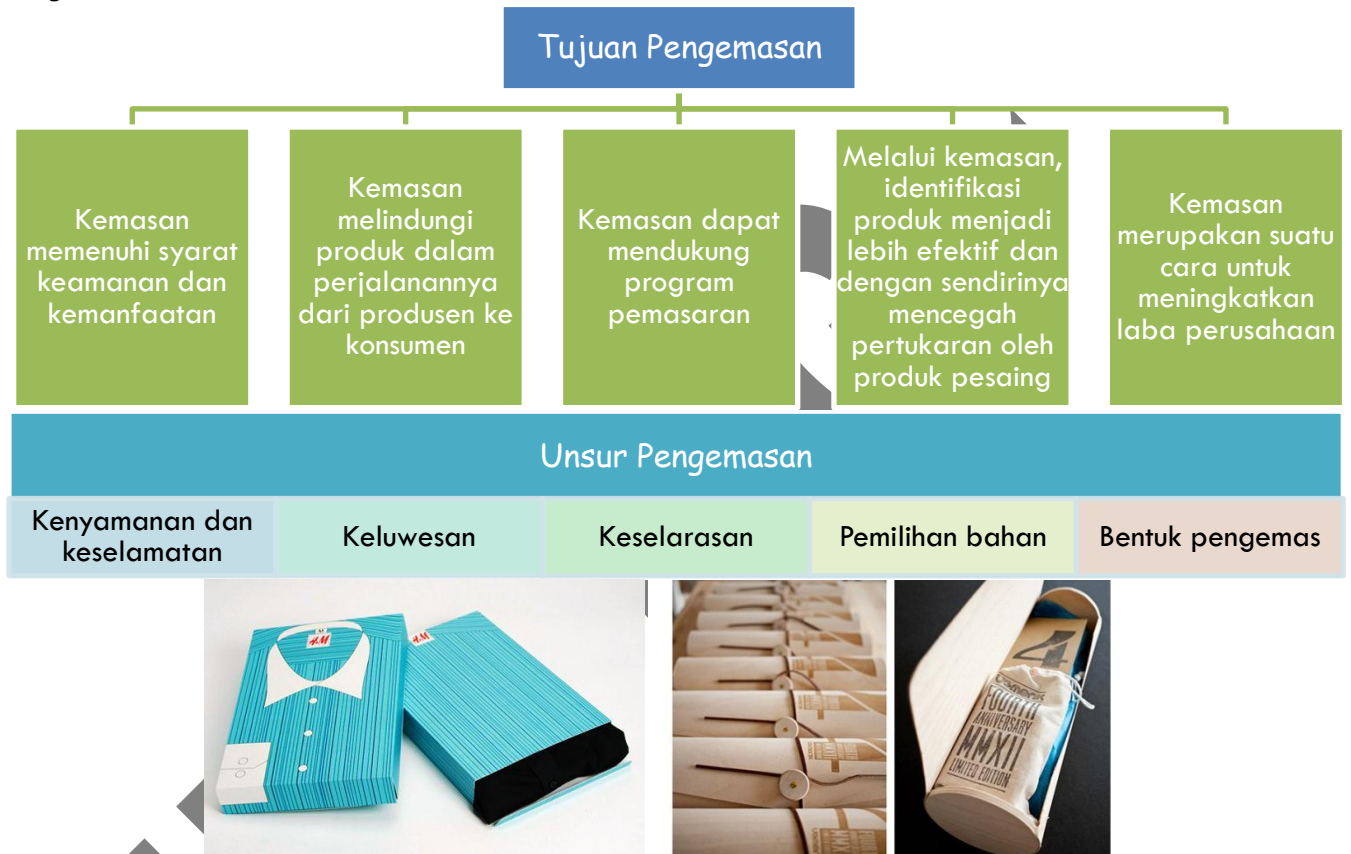 Tujuan Pengemasan
Kemasan
memenuhi syarat
keamanan dan
kemanfaatan
Kemasan
melindungi
produk dalam
perjalanannya
dari produsen ke
konsumen
Kemasan dapat
mendukung
program
pemasaran
Melalui kemasan,
identifikasi
produk menjadi
lebih efektif dan
dengan sendirinya
mencegah
pertukaran oleh
produk pesaing
Kemasan
merupakan suatu
cara untuk
meningkatkan
laba perusahaan
Unsur Pengemasan
Kenyamanan dan
keselamatan
Keluwesan
Keselarasan
Pemilihan bahan
Bentuk pengemas
H&M
H&M
4
FOURTH
ANNIVERSARY
MMXII
LIMITED EDITION